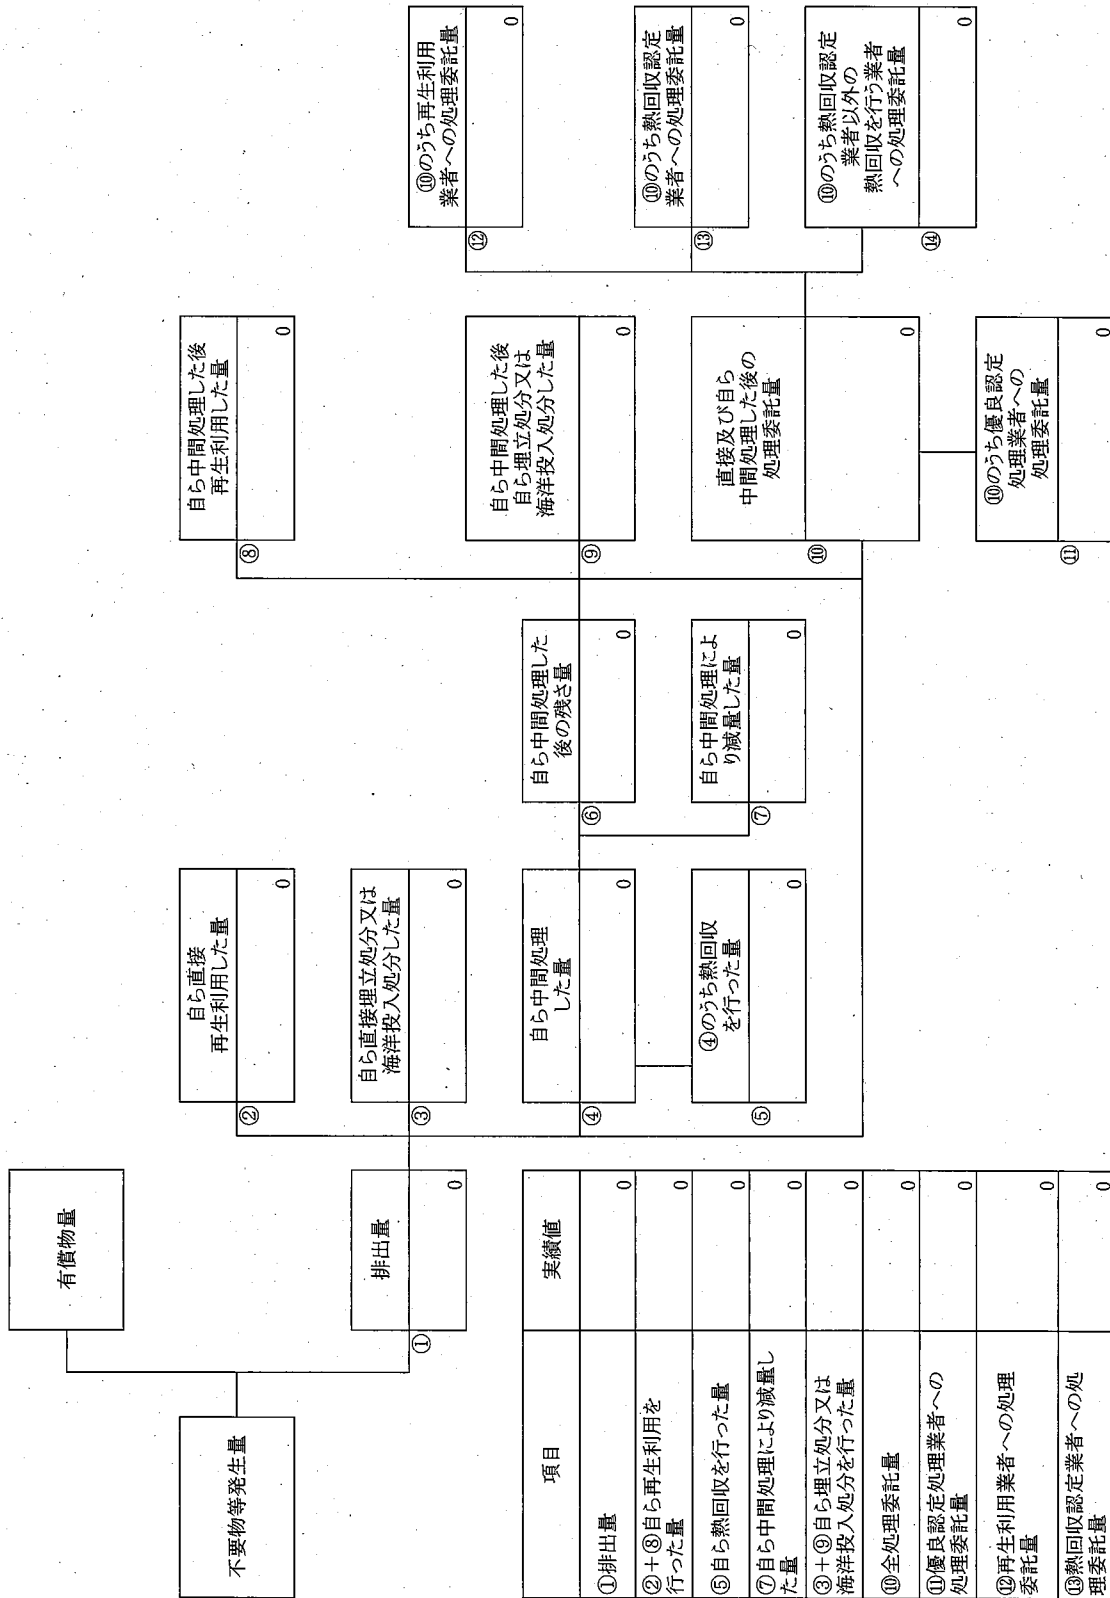 不要物等発生量
有償物量
排出量
①
0
自ら直接
再生利用した量
②
0
自ら直接埋立処分又は
海洋投入処分した量
③
0
自ら中間処理
した量
④
0
④のうち熱回収
を行った量
⑤
0
自ら中間処理した
後の残さ量
⑥
0
自ら中間処理によ
り減量した量
⑦
0
自ら中間処理した後
再生利用した量
⑧
0
自ら中間処理した後
自ら埋立処分又は
海洋投入処分した量
⑨
0
直接及び自ら
中間処理した後の
処理委託量
⑩
0
⑩のうち優良認定
処理業者への
処理委託量
⑪
0
⑩のうち再生利用
業者への処理委託量
⑫
0
⑩のうち熱回収認定
業者への処理委託量
⑬
0
⑩のうち熱回収認定
業者以外の
熱回収を行う業者
への処理委託量
⑭
0
項目 実績値
①排出量 0
②+⑧自ら再生利用を
行った量 0
⑤自ら熱回収を行った量 0
⑦自ら中間処理により減量し
た量 0
③+⑨自ら埋立処分又は
海洋投入処分を行った量 0
⑩全処理委託量 0
⑪優良認定処理業者への
処理委託量 0
⑫再生利用業者への処理
委託量 0
⑬熱回収認定業者への処
理委託量 0